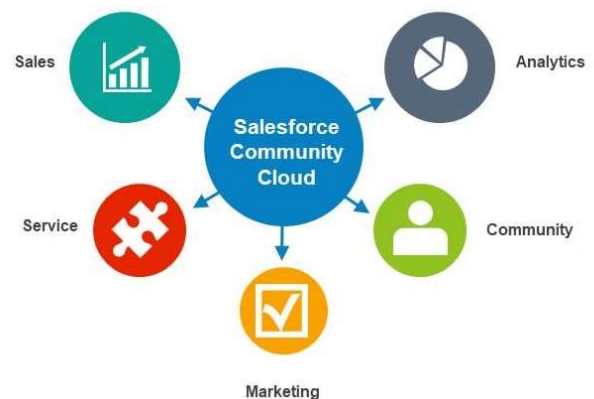 Sales
Analytics
Salesforce
Community
Cloud
Service
Community
Marketing